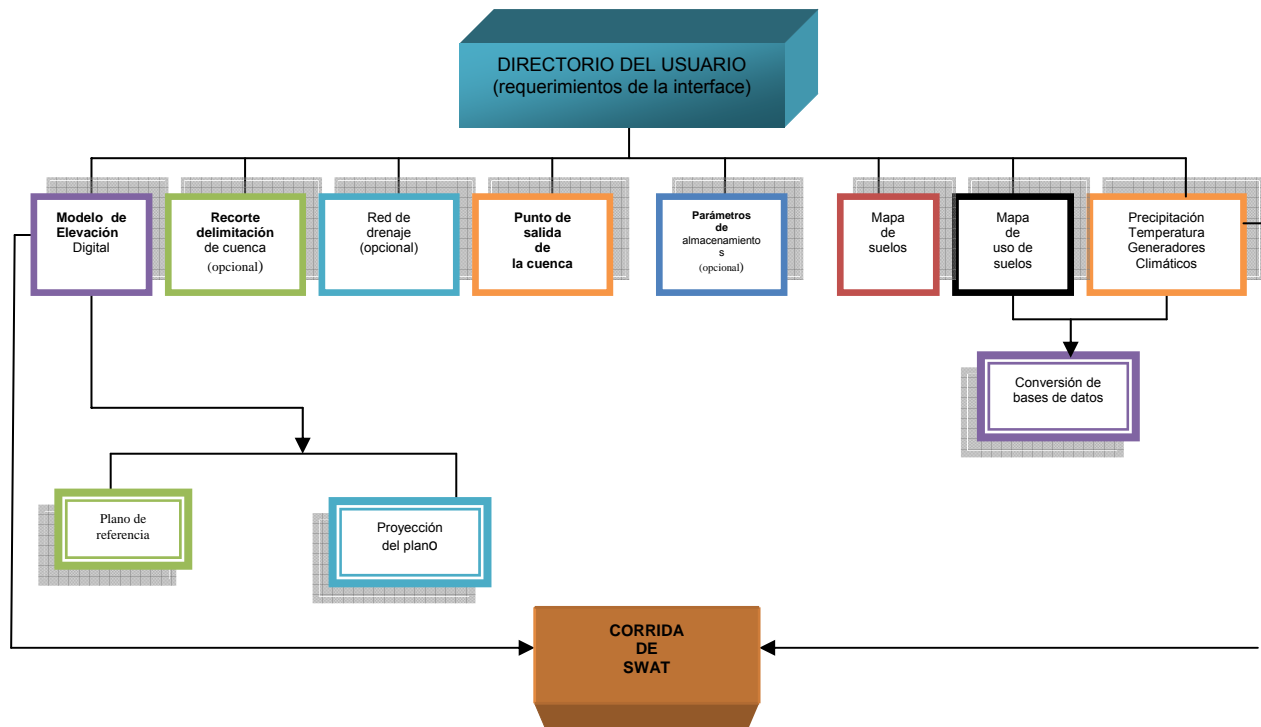 DIRECTORIO DEL USUARIO
(requerimientos de la interface)
Modelo de
Elevación
Digital
Recorte
delimitación
de cuenca
(opcional)
Red de
drenaje
(opcional)
Punto de
salida
de
la cuenca
Parámetros
de
almacenamiento
s
(opcional)
Mapa
de
suelos
Mapa
de
uso de
suelos
Precipitación
Temperatura
Generadores
Climáticos
Conversión de
bases de datos
Plano de
referencia
Proyección
del plano
CORRIDA
DE
SWAT